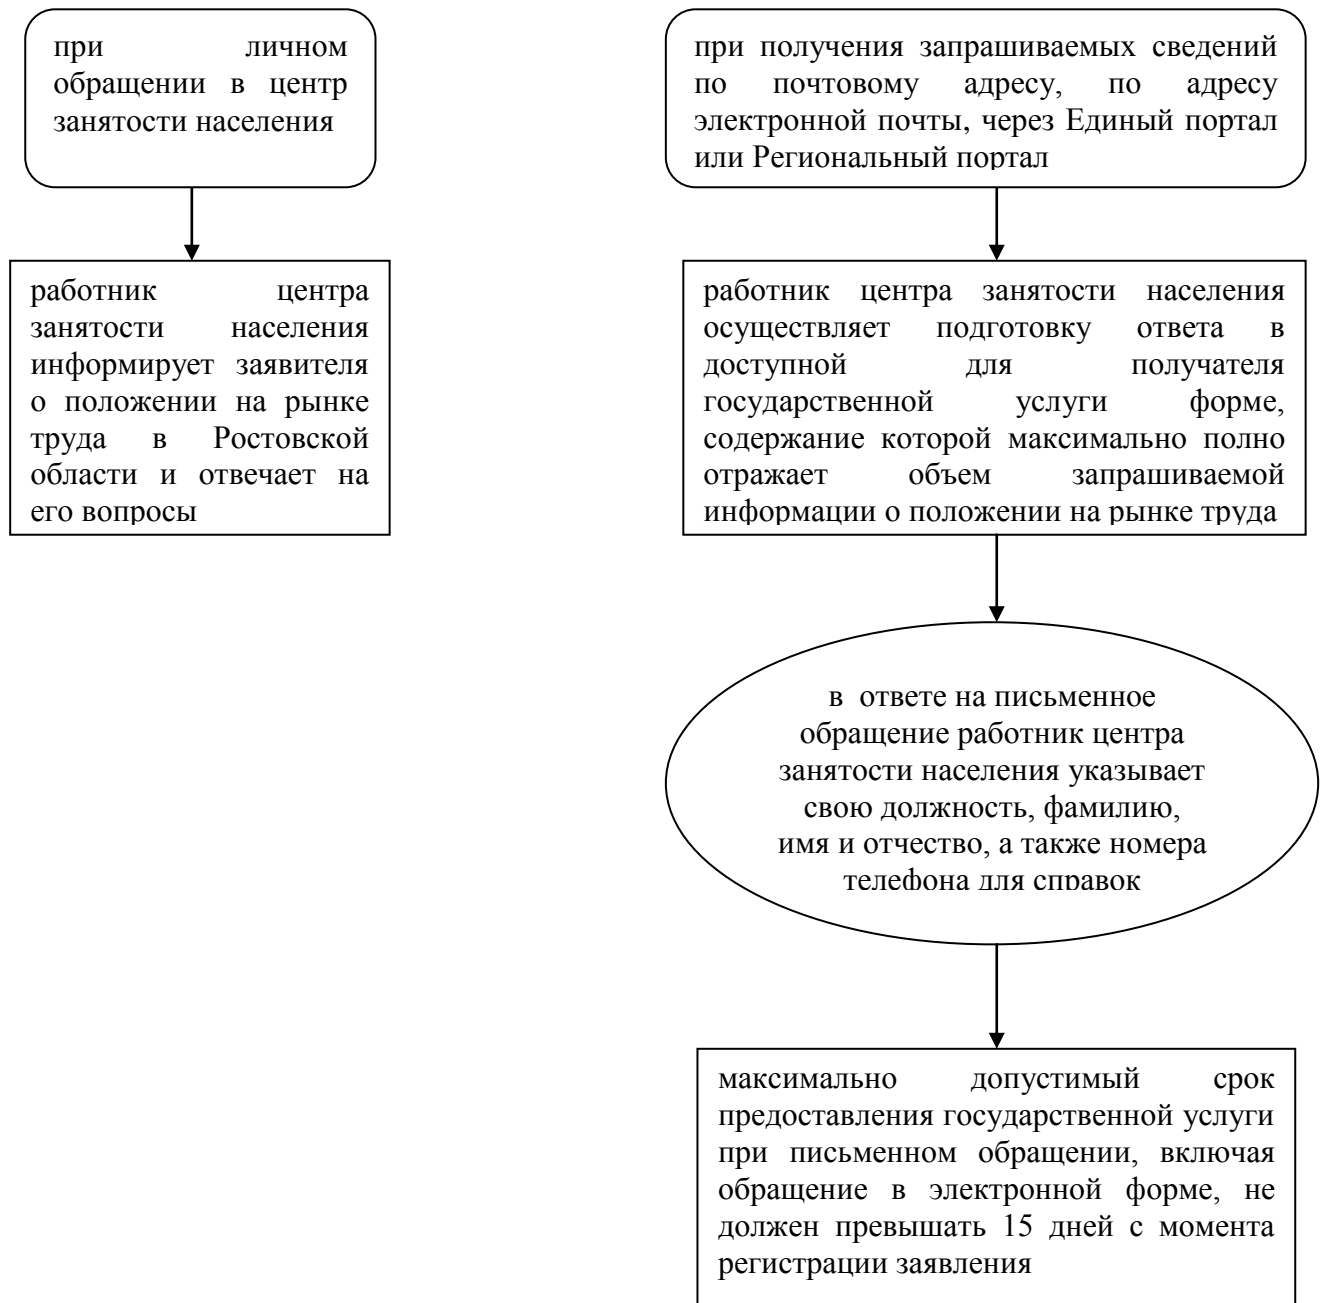 при личном
обращении в центр
занятости населения
при получения запрашиваемых сведений
по почтовому адресу, по адресу
электронной почты, через Единый портал
или Региональный портал
работник центра
занятости населения
информирует заявителя
о положении на рынке
труда в Ростовской
области и отвечает на
его вопросы
работник центра занятости населения
осуществляет подготовку ответа в
доступной для получателя
государственной услуги форме,
содержание которой максимально полно
отражает объем запрашиваемой
информации о положении на рынке труда
в ответе на письменное
обращение работник центра
занятости населения указывает
свою должность, фамилию,
имя и отчество, а также номера
телефона для справок
максимально допустимый срок
предоставления государственной услуги
при письменном обращении, включая
обращение в электронной форме, не
должен превышать 15 дней с момента
регистрации заявления